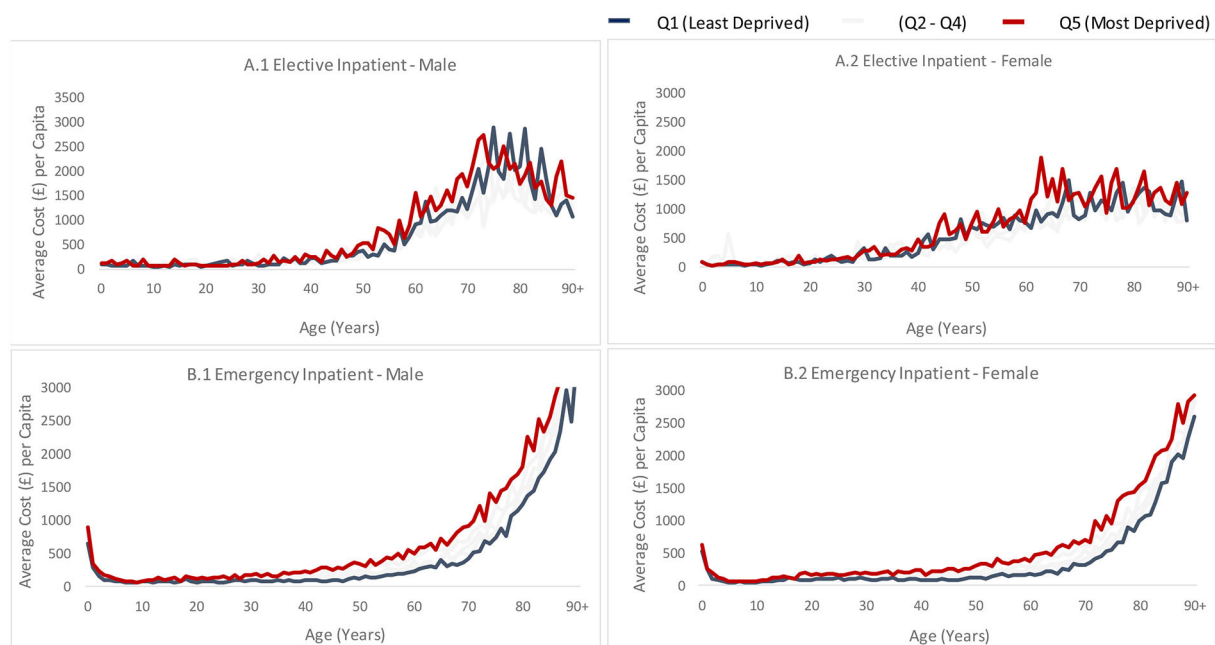 Q1 (Least Deprived) (Q2 - Q4) Q5 (Most Deprived)
A.1 Elective Inpatient - Male
Average Cost (£) per Capita
3500
3000
2500
2000
1500
1000
500
0
0 10 20 30 40 50 60 70 80 90+
Age (Years)
A.2 Elective Inpatient - Female
Average Cost (£) per Capita
3000
2500
2000
1500
1000
500
0
0 10 20 30 40 50 60 70 80 90+
Age (Years)
B.1 Emergency Inpatient - Male
Average Cost (£) per Capita
3000
2500
2000
1500
1000
500
0
0 10 20 30 40 50 60 70 80 90+
Age (Years)
B.2 Emergency Inpatient - Female
Average Cost (£) per Capita
3000
2500
2000
1500
1000
500
0
0 10 20 30 40 50 60 70 80 90+
Age (Years)